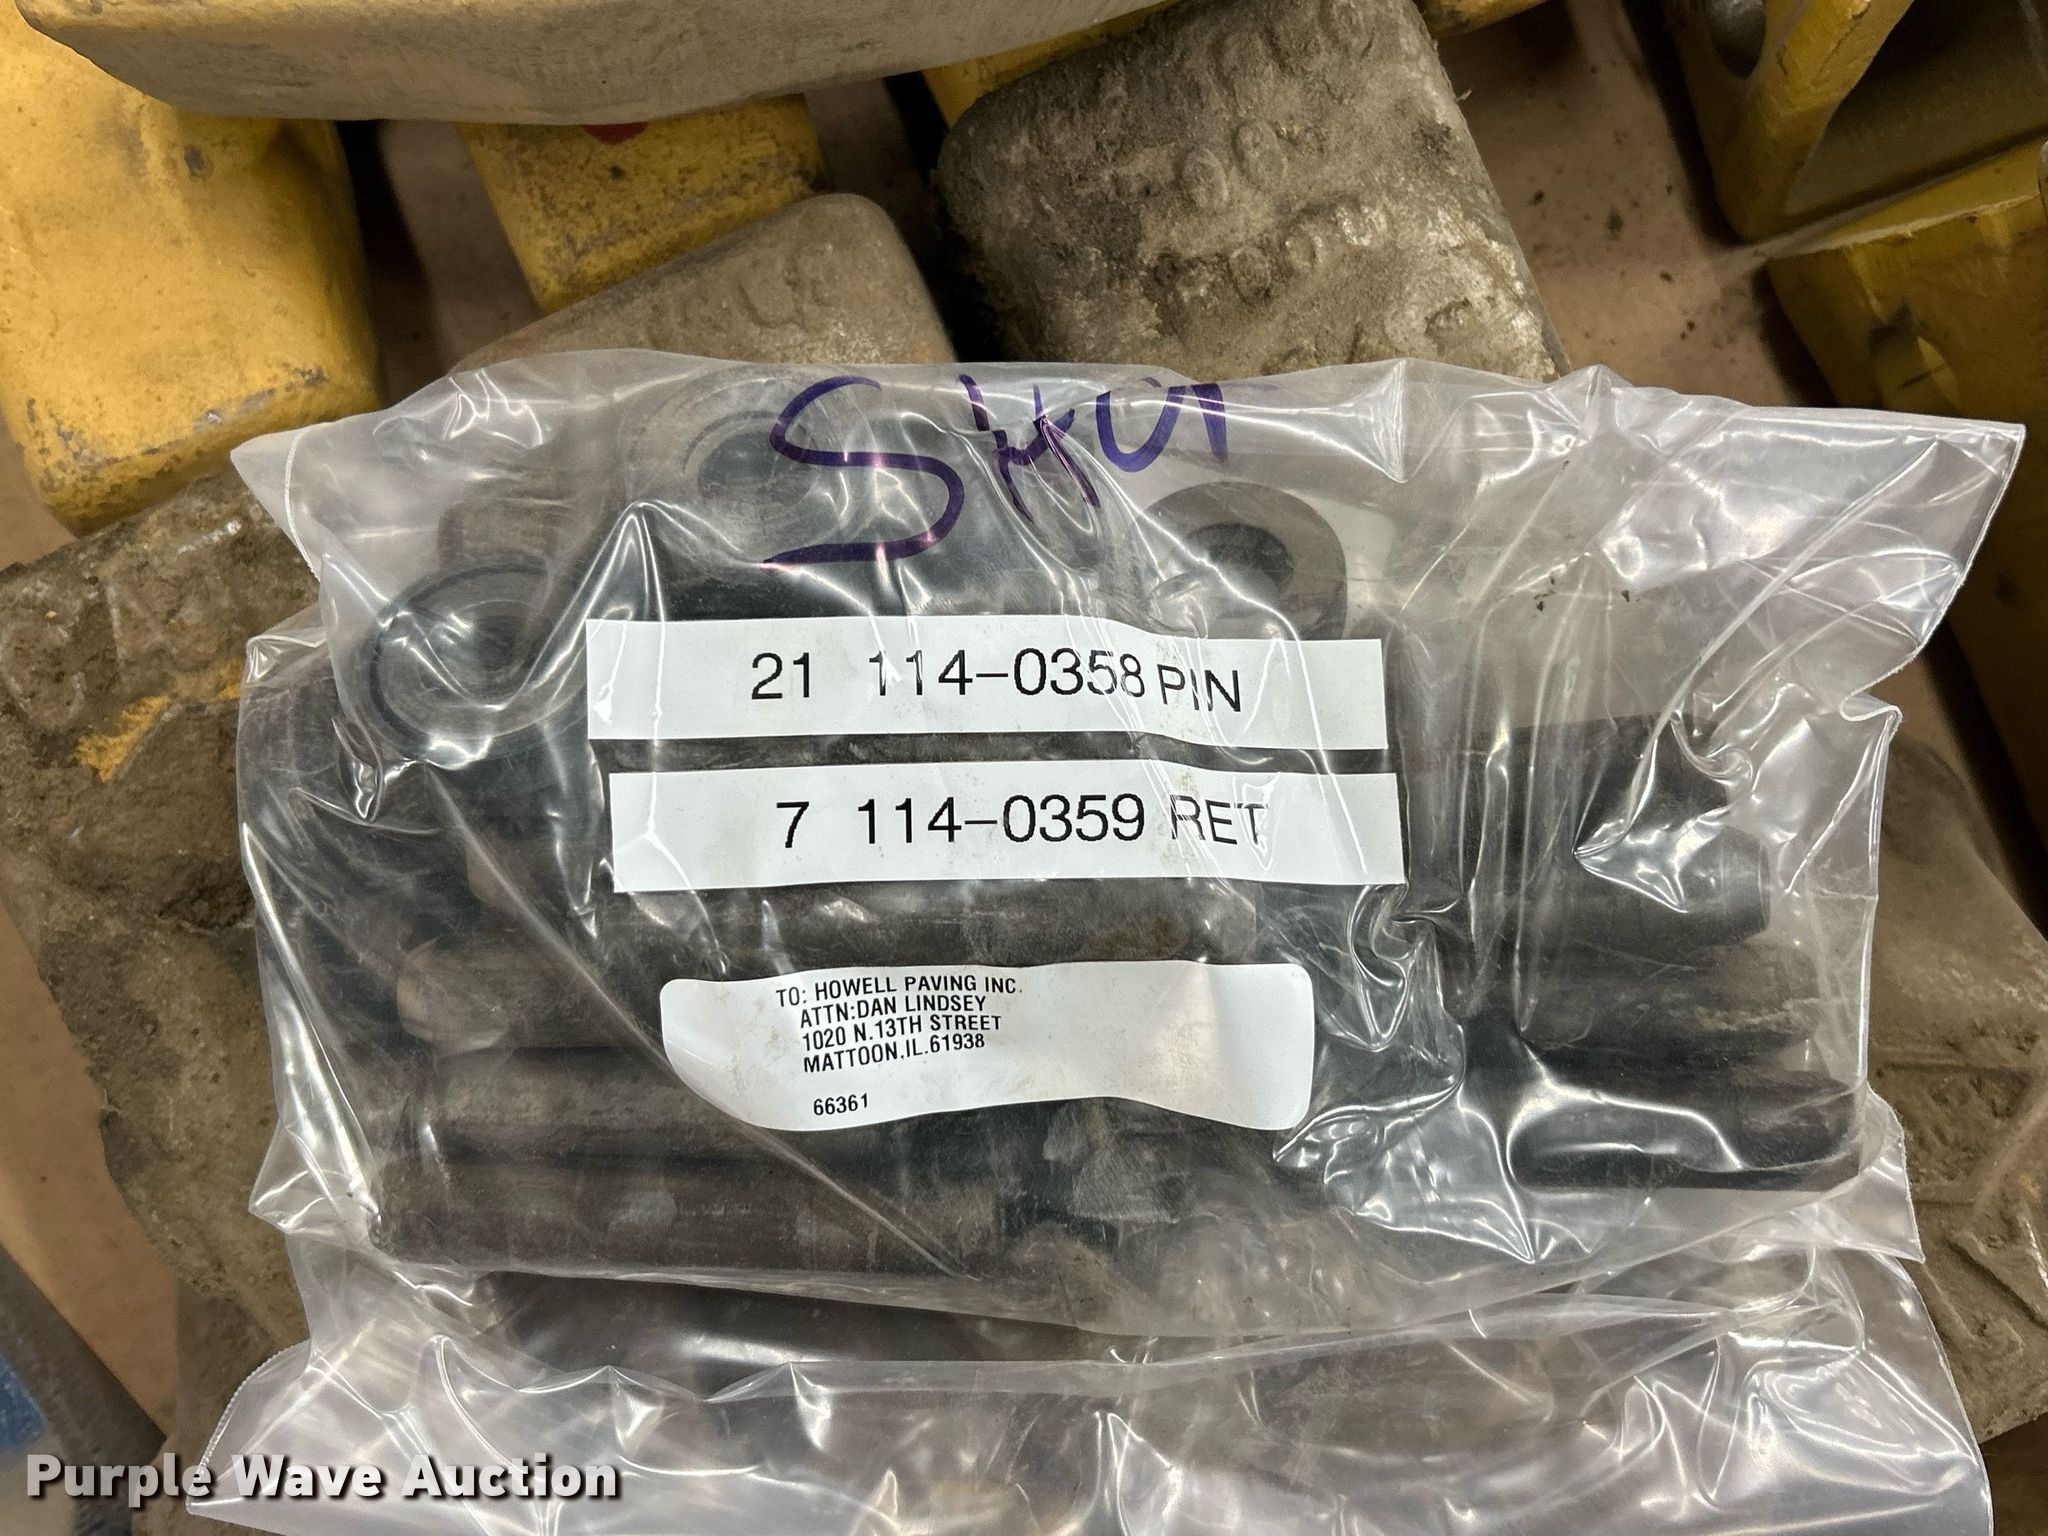 SHOP
21 114-0358 PIN
7 114-0359 RET
TO: HOWELL PAVING INC.
ATTN:DAN LINDSEY
1020 N.13TH STREET
MATTOON.IL.61938
66361
Purple Wave Auction